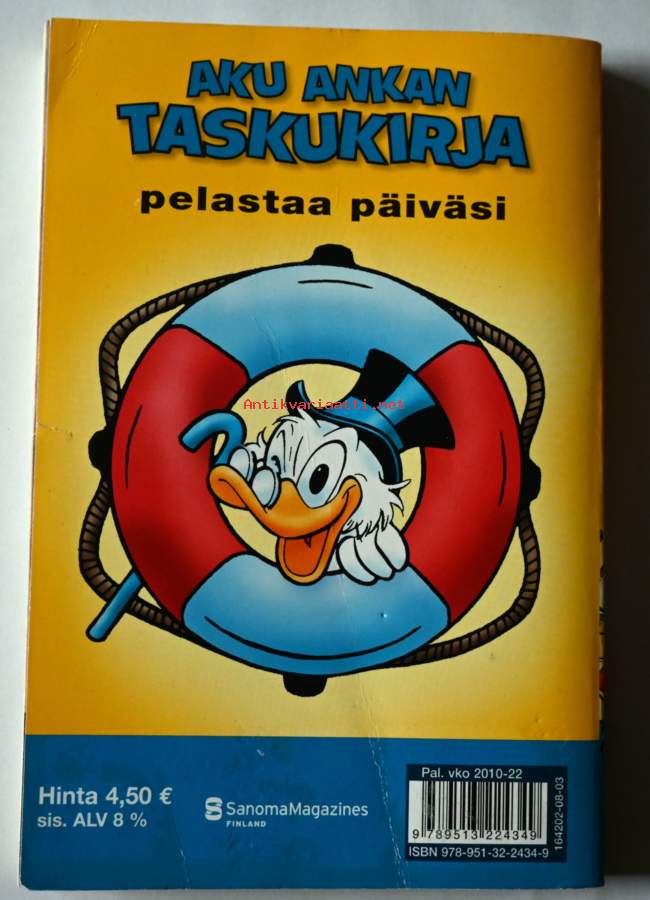 AKU ANKAN
TASKUKIRJA
pelastaa päiväsi
Antikvariaatti.net
Hinta 4,50 €
sis. ALV 8 %
SanomaMagazines
FINLAND
Pal. vko 2010-22
9 789513 224349
ISBN 978-951-32-2434-9
164202-08-03